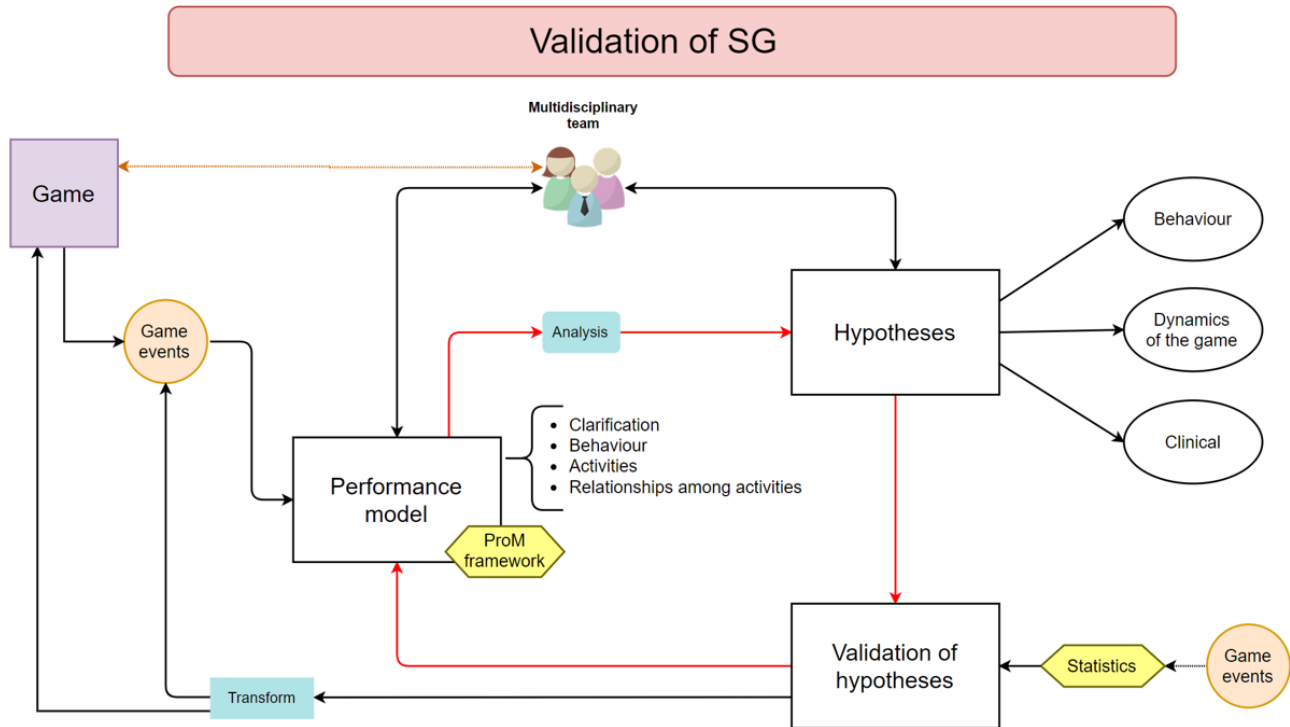 Validation of SG
Multidisciplinary
team
Game
Behaviour
Game
events
Analysis
Hypotheses
Dynamics
of the game
Clarification
Behaviour
Activities
Relationships among activities
Clinical
Performance
model
ProM
framework
Validation of
hypotheses
Statistics
Game
events
Transform